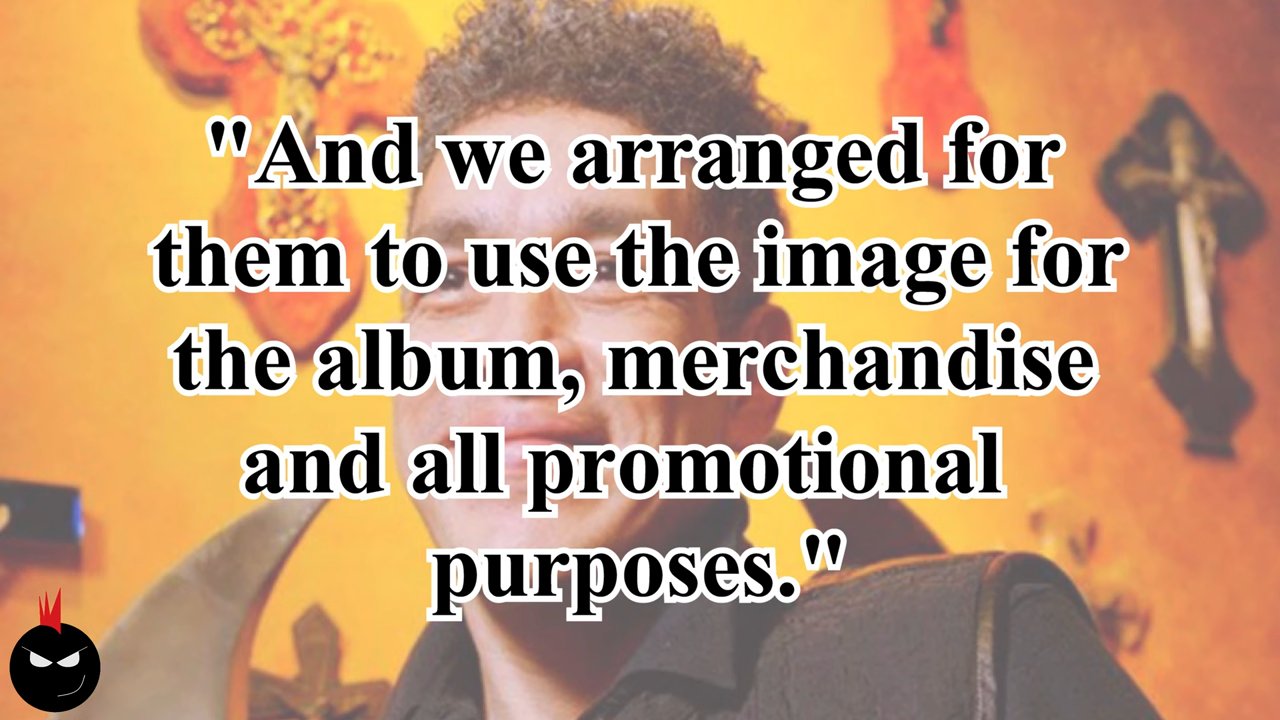 "And we arranged for
them to use the image for
the album, merchandise
and all promotional
purposes."